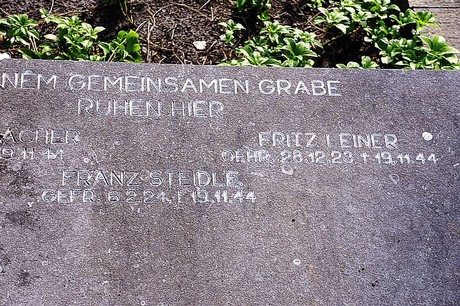 NEM GEMEINSAMEN GRABE
RUHEN HIER
ACHER FRITZ LEINER
19.11.44 GEFR. 28.12.23 † 19.11.44
FRANZ STEIDLE
GEFR. 6.2.24. † 19.11.44